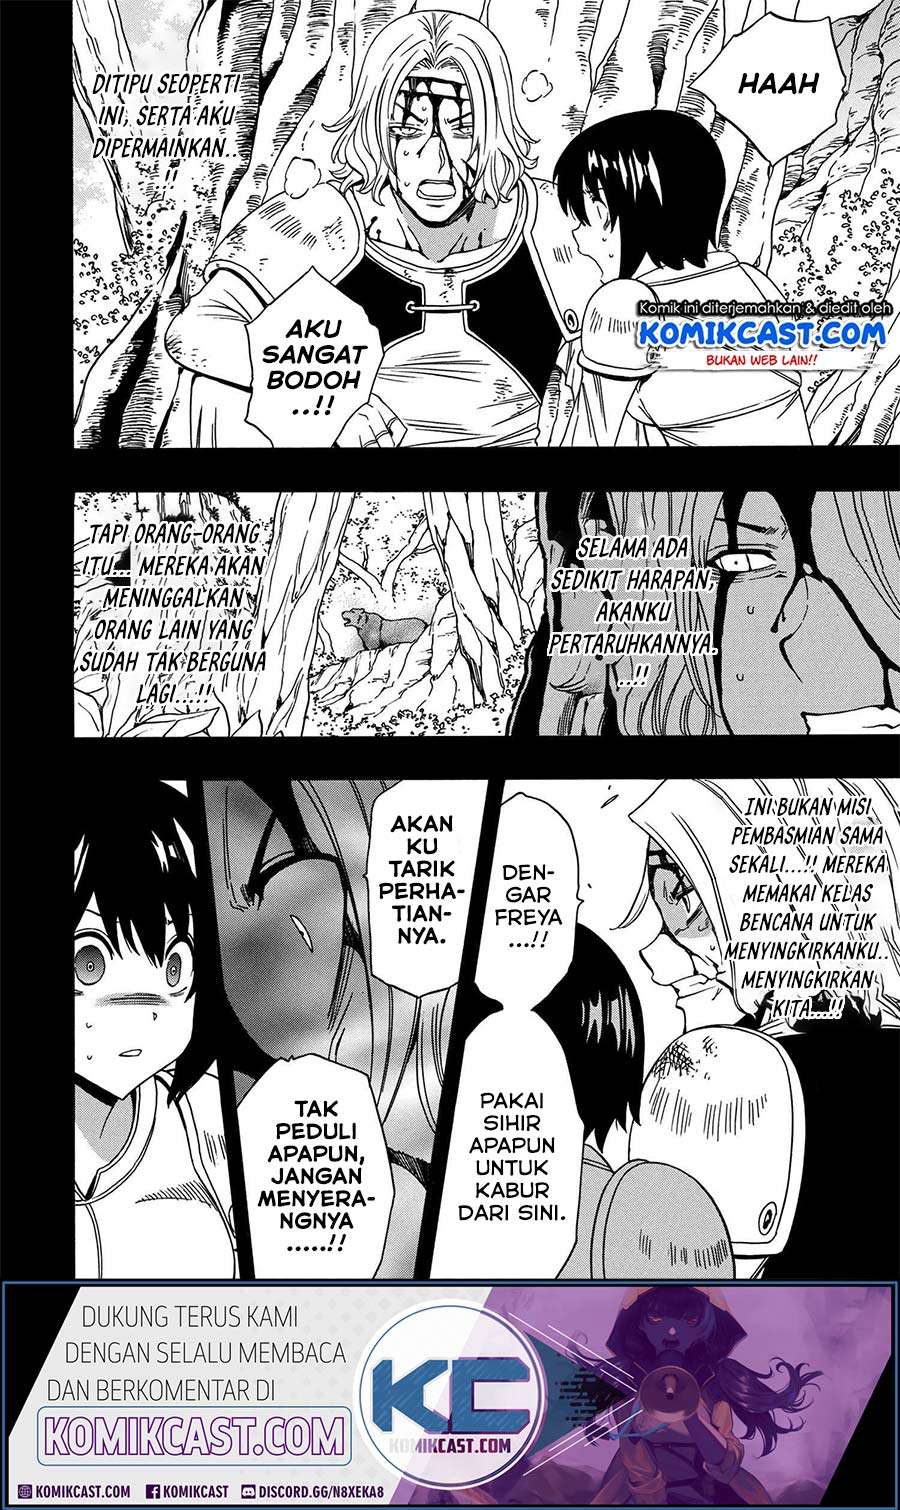 HAAH
DITIPU SEOPERTI
INI, SERTA AKU
DIPERMAINKAN..
!!
Komik ini diterjemahkan & diedit oleh
KOMIKCAST.COM
BUKAN WEB LAIN!!
AKU
SANGAT
BODOH
..!!
SELAMA ADA
SEDIKIT HARAPAN,
AKANKU
PERTARUHKANNYA.
...!!
TAPI ORANG-ORANG
ITU... MEREKA AKAN
MENINGGALKAN
ORANG LAIN YANG
SUDAH TAK BERGUNA
LAGI...!!
INI BUKAN MISI
PEMBASMIAN SAMA
SEKALI...!! MEREKA
MEMAKAI KELAS
BENCANA UNTUK
MENYINGKIRKANKU..
MENYINGKIRKAN
KITA...!!
DEN-
GAR
FREYA
...!!
PAKAI
SIHIR
APAPUN
UNTUK
KABUR
DARI SINI.
AKAN
KU
TARIK
PERHA-
TIAN-
NYA.
TAK
PEDULI
APAPUN,
JANGAN
MENYERA-
NGNYA
.....!!
DUKUNG TERUS KAMI
DENGAN SELALU MEMBACA
DAN BERKOMENTAR DI
KOMIKCAST.COM
KC
KOMIKCAST.COM
KOMIKCAST.COM KOMIKCAST DISCORD.GG/N8XEKA8